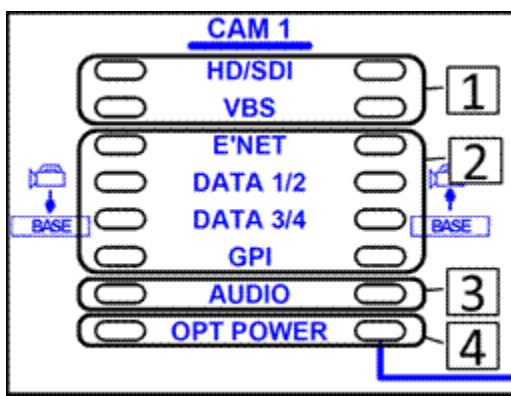 CAM 1
HD/SDI
VBS
1
E'NET
2
DATA 1/2
DATA 3/4
BASE
BASE
GPI
AUDIO
3
OPT POWER
4